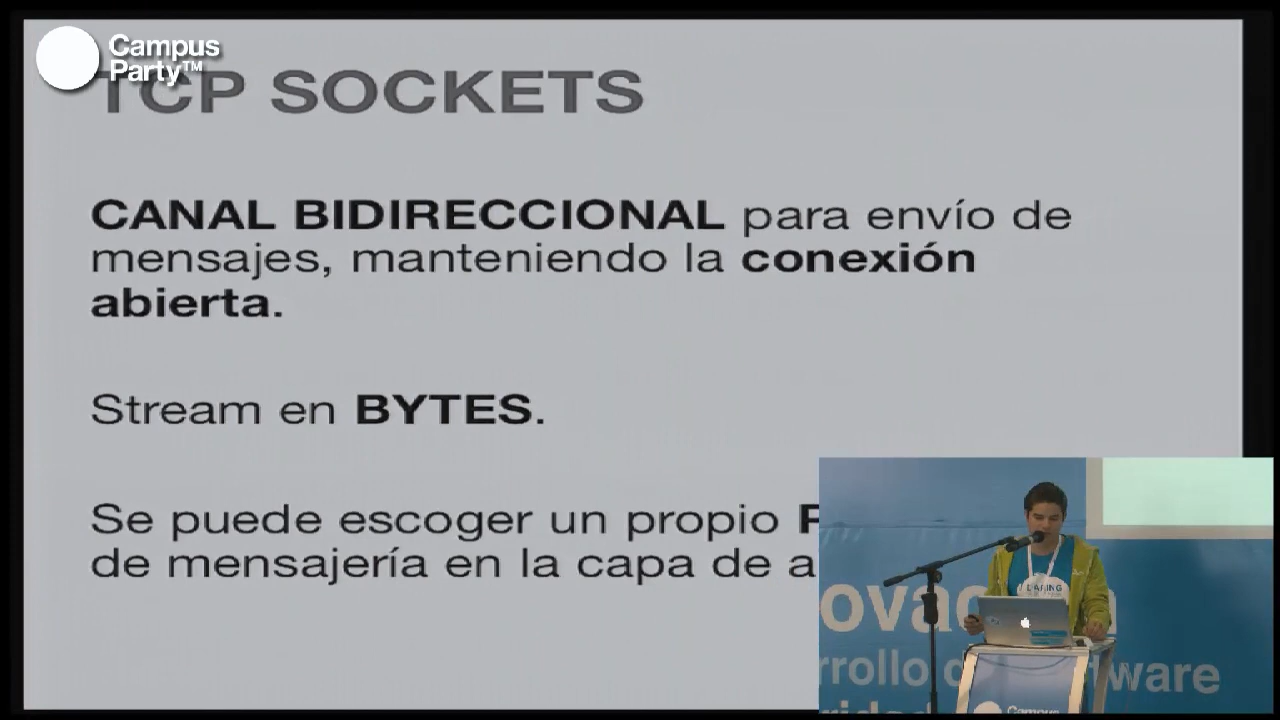 Campus
Party™
TCP SOCKETS
CANAL BIDIRECCIONAL para envío de
mensajes, manteniendo la conexión
abierta.
Stream en BYTES.
Se puede escoger un propio
de mensajería en la capa de
Campus